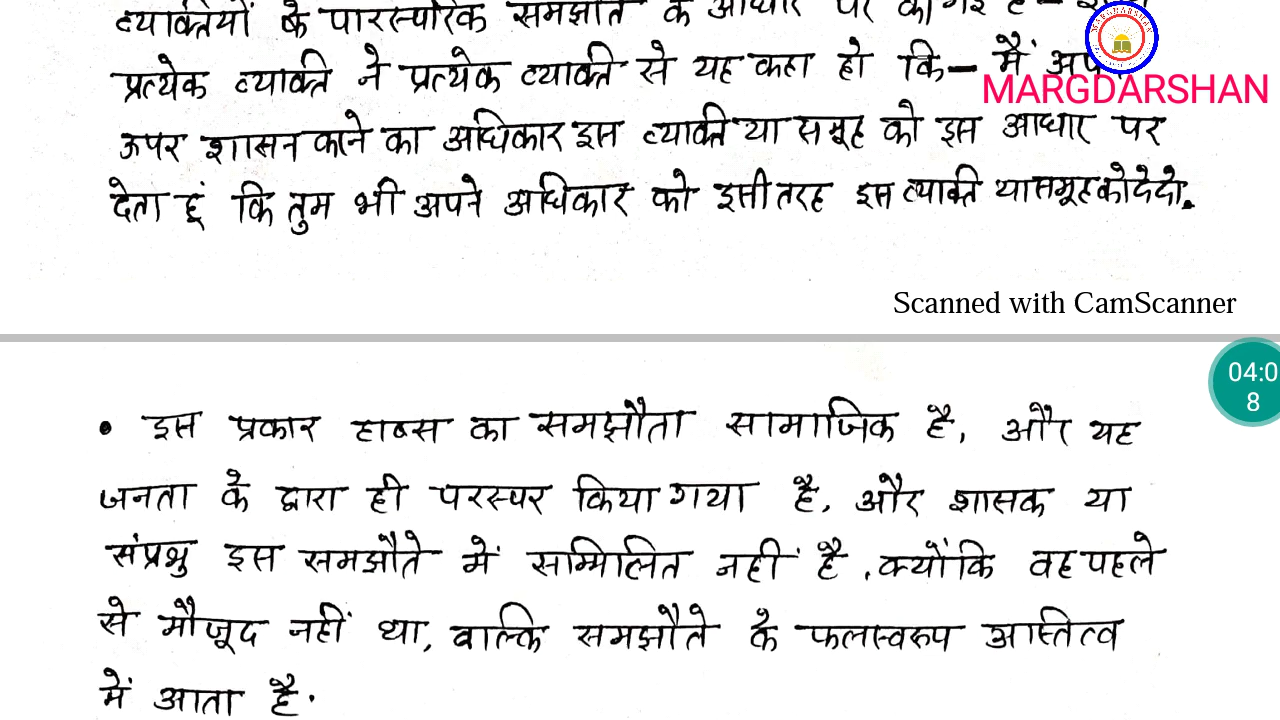 व्यक्तियों के पारस्परिक समझौते के आधार पर की गई है –
प्रत्येक व्यक्ति ने प्रत्येक व्यक्ति से यह कहा हो कि – मैं अपने
MARGDARSHAN
ऊपर शासन करने का अधिकार इस व्यक्ति या समूह को इस आधार पर
देता हूं कि तुम भी अपने अधिकार को इसी तरह इस व्यक्ति या समूह को दे दो.
Scanned with CamScanner
04:08
• इस प्रकार हाब्स का समझौता सामाजिक है, और यह
जनता के द्वारा ही परस्पर किया गया है, और शासक या
संप्रभु इस समझौते में सम्मिलित नहीं है, क्योंकि वह पहले
से मौजूद नहीं था, बल्कि समझौते के फलस्वरूप अस्तित्व
में आता है.